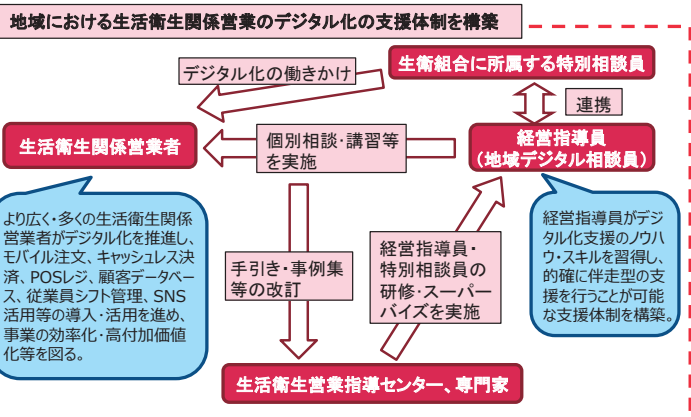 地域における生活衛生関係営業のデジタル化の支援体制を構築
デジタル化の働きかけ
生衛組合に所属する特別相談員
連携
生活衛生関係営業者
個別相談・講習等
を実施
経営指導員
（地域デジタル相談員）
より広く・多くの生活衛生関係
営業者がデジタル化を推進し、
モバイル注文、キャッシュレス決
済、POSレジ、顧客データベー
ス、従業員シフト管理、SNS
活用等の導入・活用を進め、
事業の効率化・高付加価値
化等を図る。
手引き・事例集
等の改訂
経営指導員・
特別相談員の
研修・スーパー
バイズを実施
経営指導員がデジ
タル化支援のノウハ
ウ・スキルを習得し、
的確に伴走型の支
援を行うことが可能
な支援体制を構築。
生活衛生営業指導センター、専門家